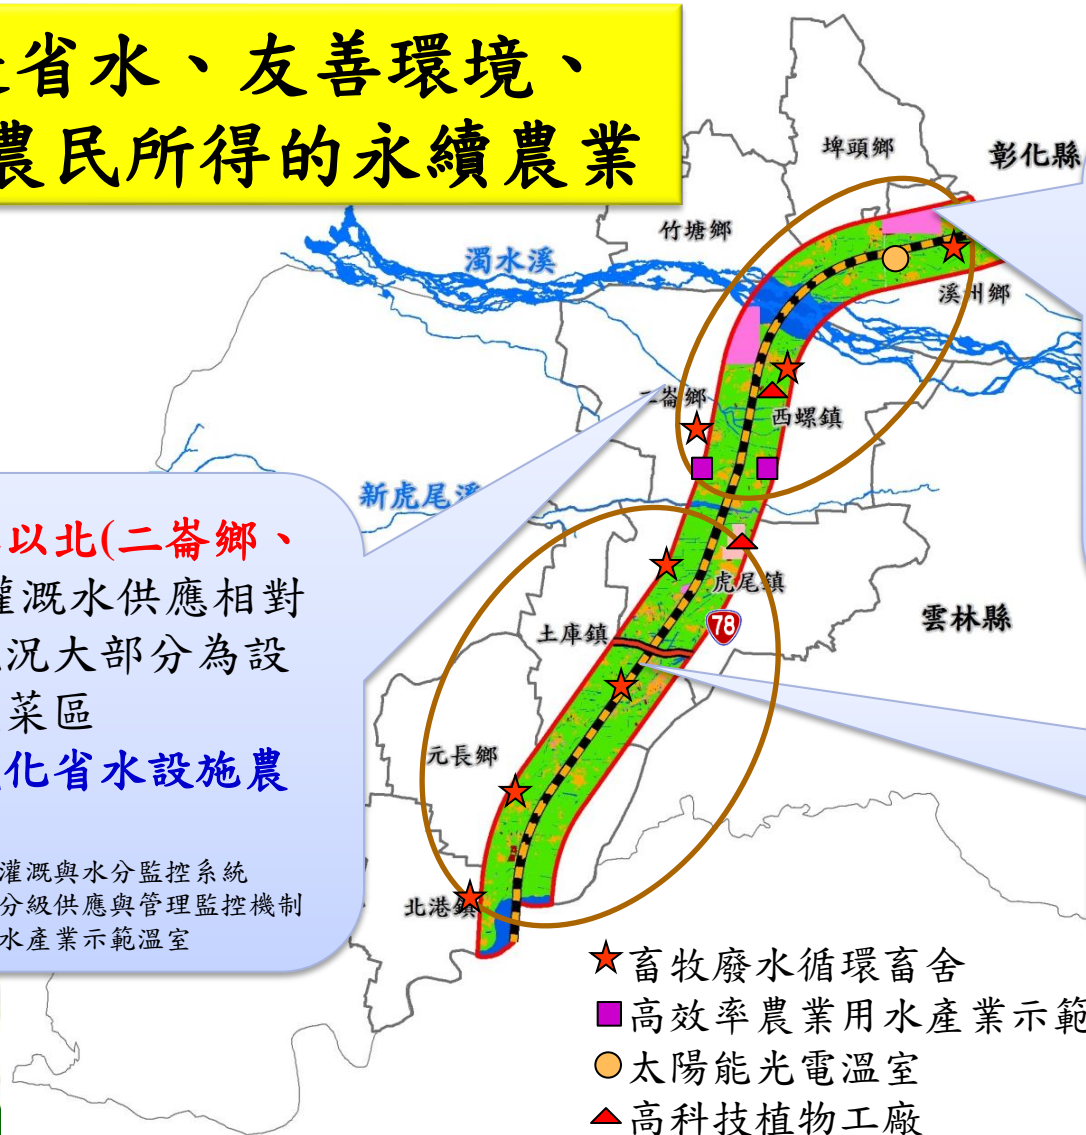 省水、友善環境、
農民所得的永續農業
埤頭鄉
彰化縣
竹塘鄉
濁水溪
溪州鄉
二崙鄉
西螺鎮
新虎尾溪
以北(二崙鄉、
灌溉水供應相對
況大部分為設
菜區
化省水設施農
灌溉與水分監控系統
分級供應與管理監控機制
水產業示範溫室
虎尾鎮
78
雲林縣
土庫鎮
元長鄉
北港鎮
畜牧廢水循環畜舍
高效率農業用水產業示範
太陽能光電溫室
高科技植物工廠